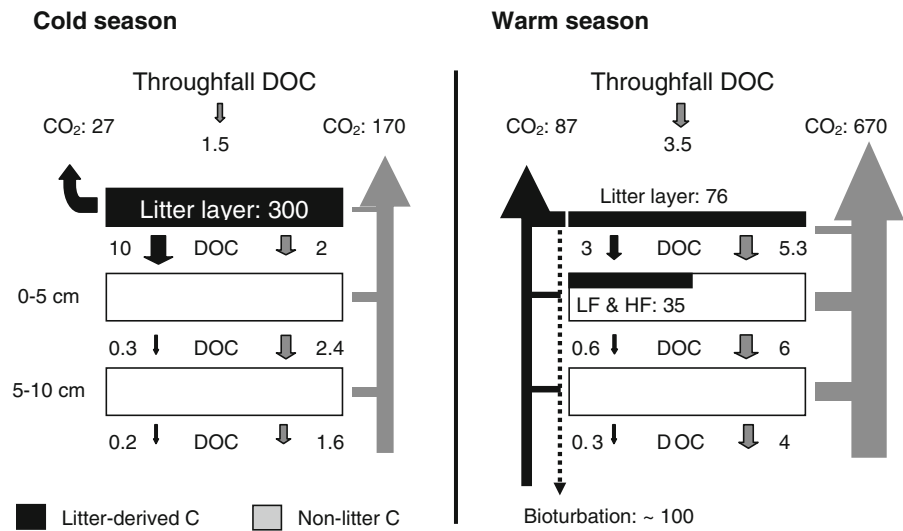 Cold season
Throughfall DOC
CO₂: 27
1.5
CO₂: 170
Litter layer: 300
10 DOC 2
0-5 cm
0.3 DOC 2.4
5-10 cm
0.2 DOC 1.6
Warm season
Throughfall DOC
CO₂: 87
3.5
CO₂: 670
Litter layer: 76
3 DOC 5.3
LF & HF: 35
0.6 DOC 6
0.3 DOC 4
Bioturbation: ~ 100
Litter-derived C
Non-litter C